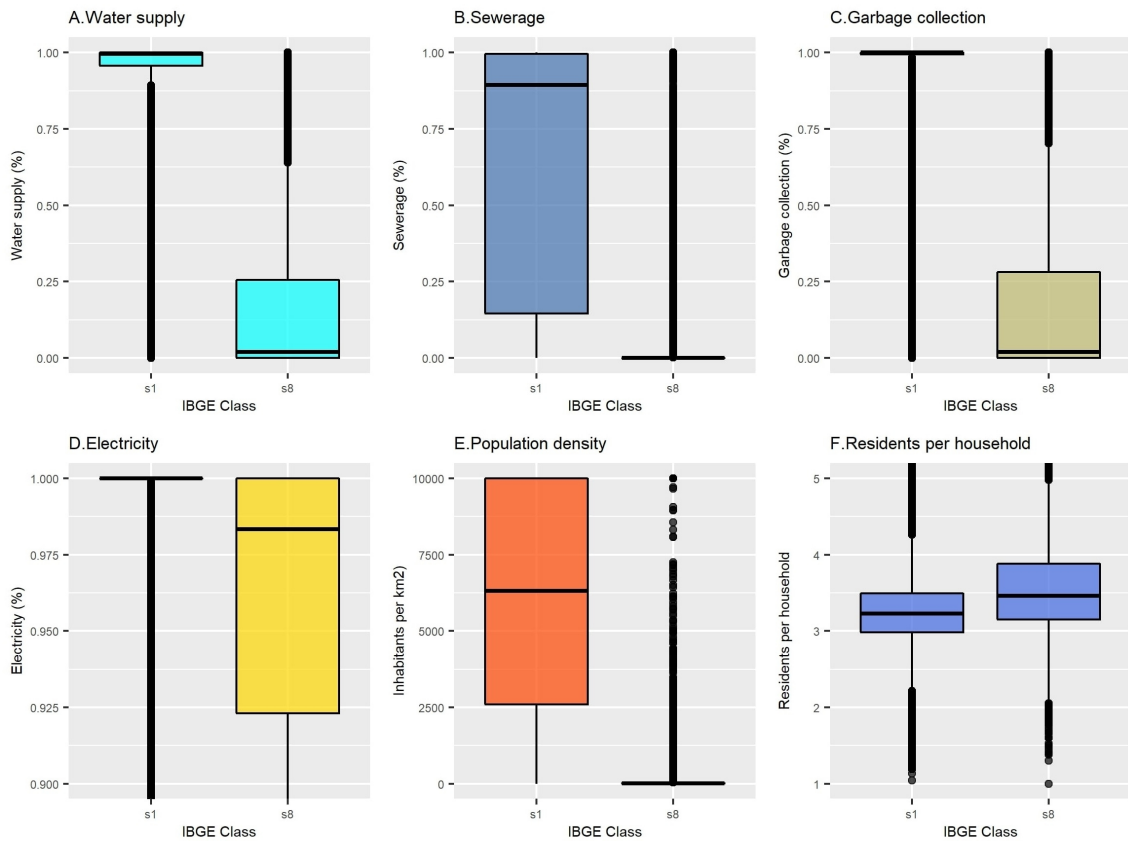 A.Water supply
Water supply (%)
1.00
0.75
0.50
0.25
0.00
s1 s8
IBGE Class
B.Sewerage
Sewerage (%)
1.00
0.75
0.50
0.25
0.00
s1 s8
IBGE Class
C.Garbage collection
Garbage collection (%)
1.00
0.75
0.50
0.25
0.00
s1 s8
IBGE Class
D.Electricity
Electricity (%)
1.000
0.975
0.950
0.925
0.900
s1 s8
IBGE Class
E.Population density
Inhabitants per km2)
10000
7500
5000
2500
0
s1 s8
IBGE Class
F.Residents per household
Residents per household
5
4
3
2
1
s1 s8
IBGE Class